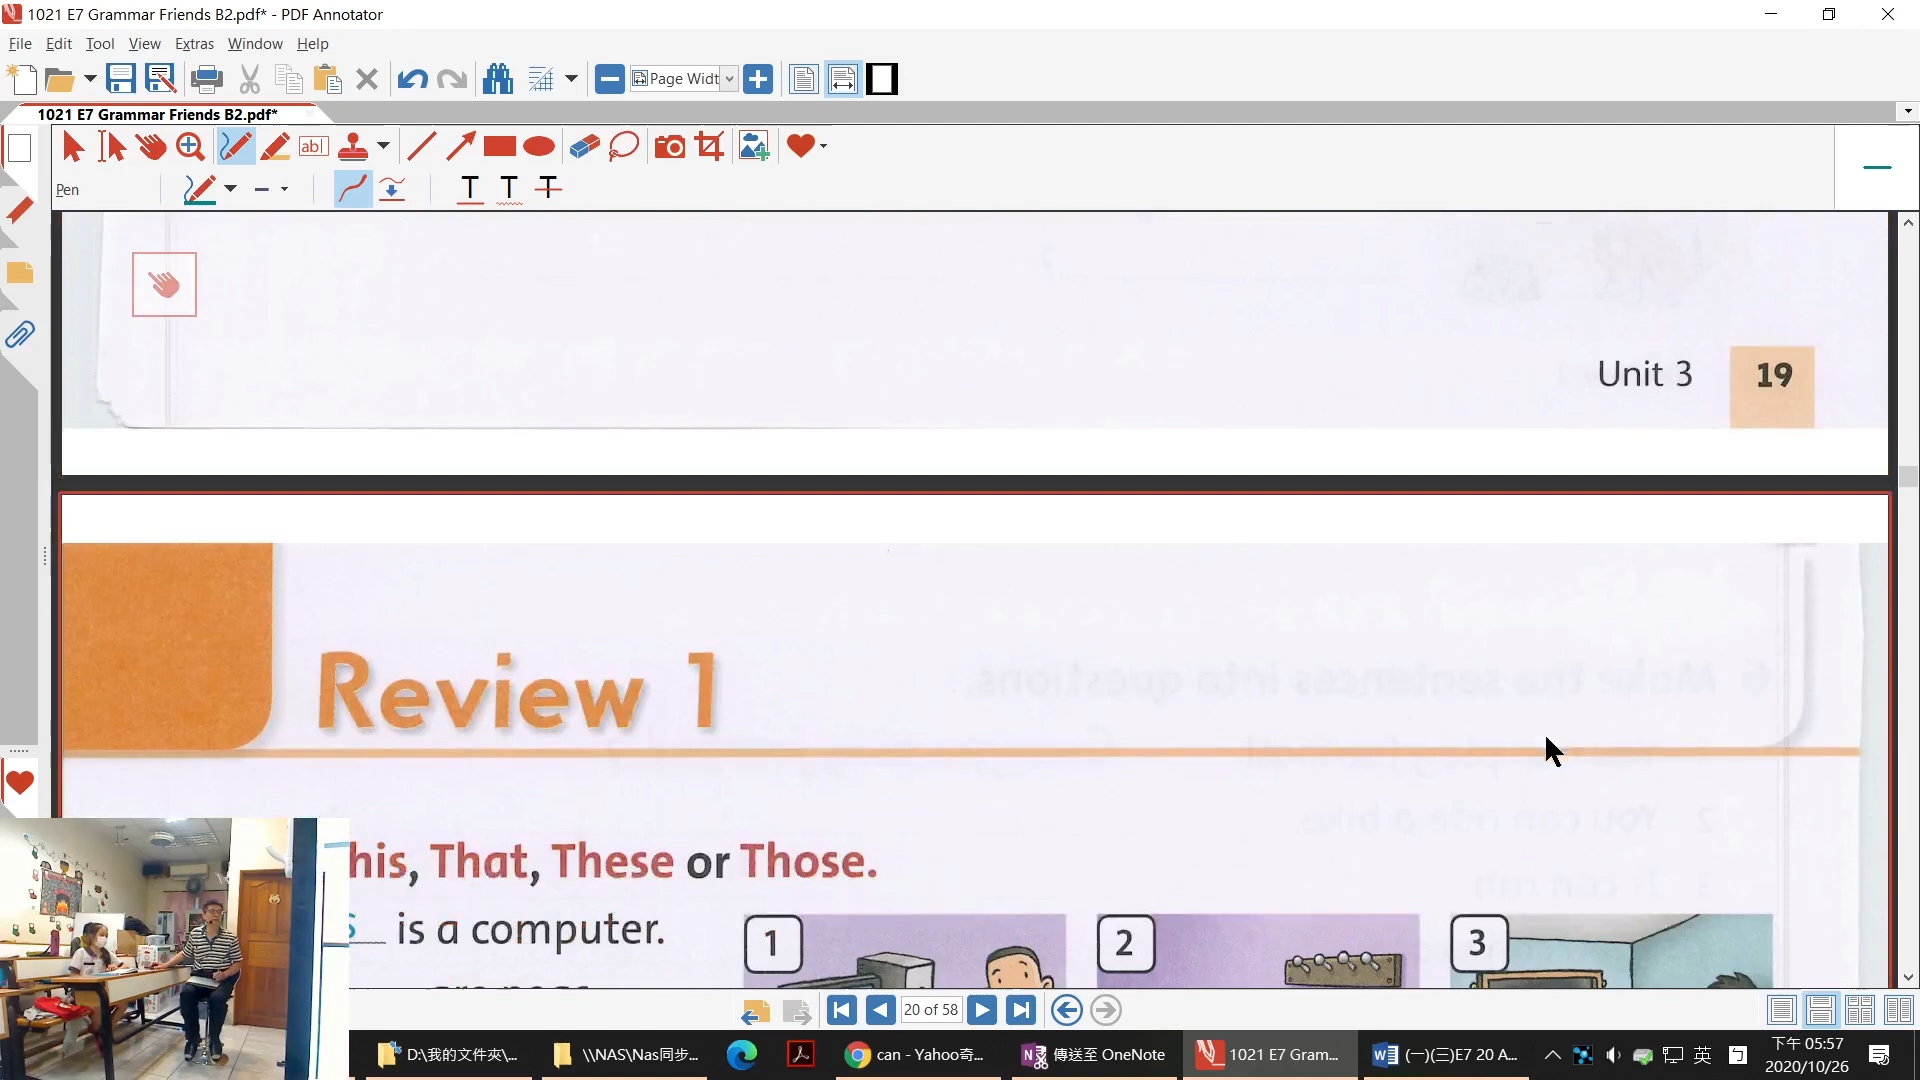 1021 E7 Grammar Friends B2.pdf* - PDF Annotator
File Edit Tool View Extras Window Help
Page Widt
1021 E7 Grammar Friends B2.pdf*
ab|
Pen
T T T
Unit 3 19
Review 1
his, That, These or Those.
s is a computer.
1 2 3
20 of 58
D:\我的文件夾\...
\\NAS\Nas同步...
can - Yahoo奇...
傳送至 OneNote
1021 E7 Gram...
(一)(三)E7 20 A...
英
下午 05:57
2020/10/26